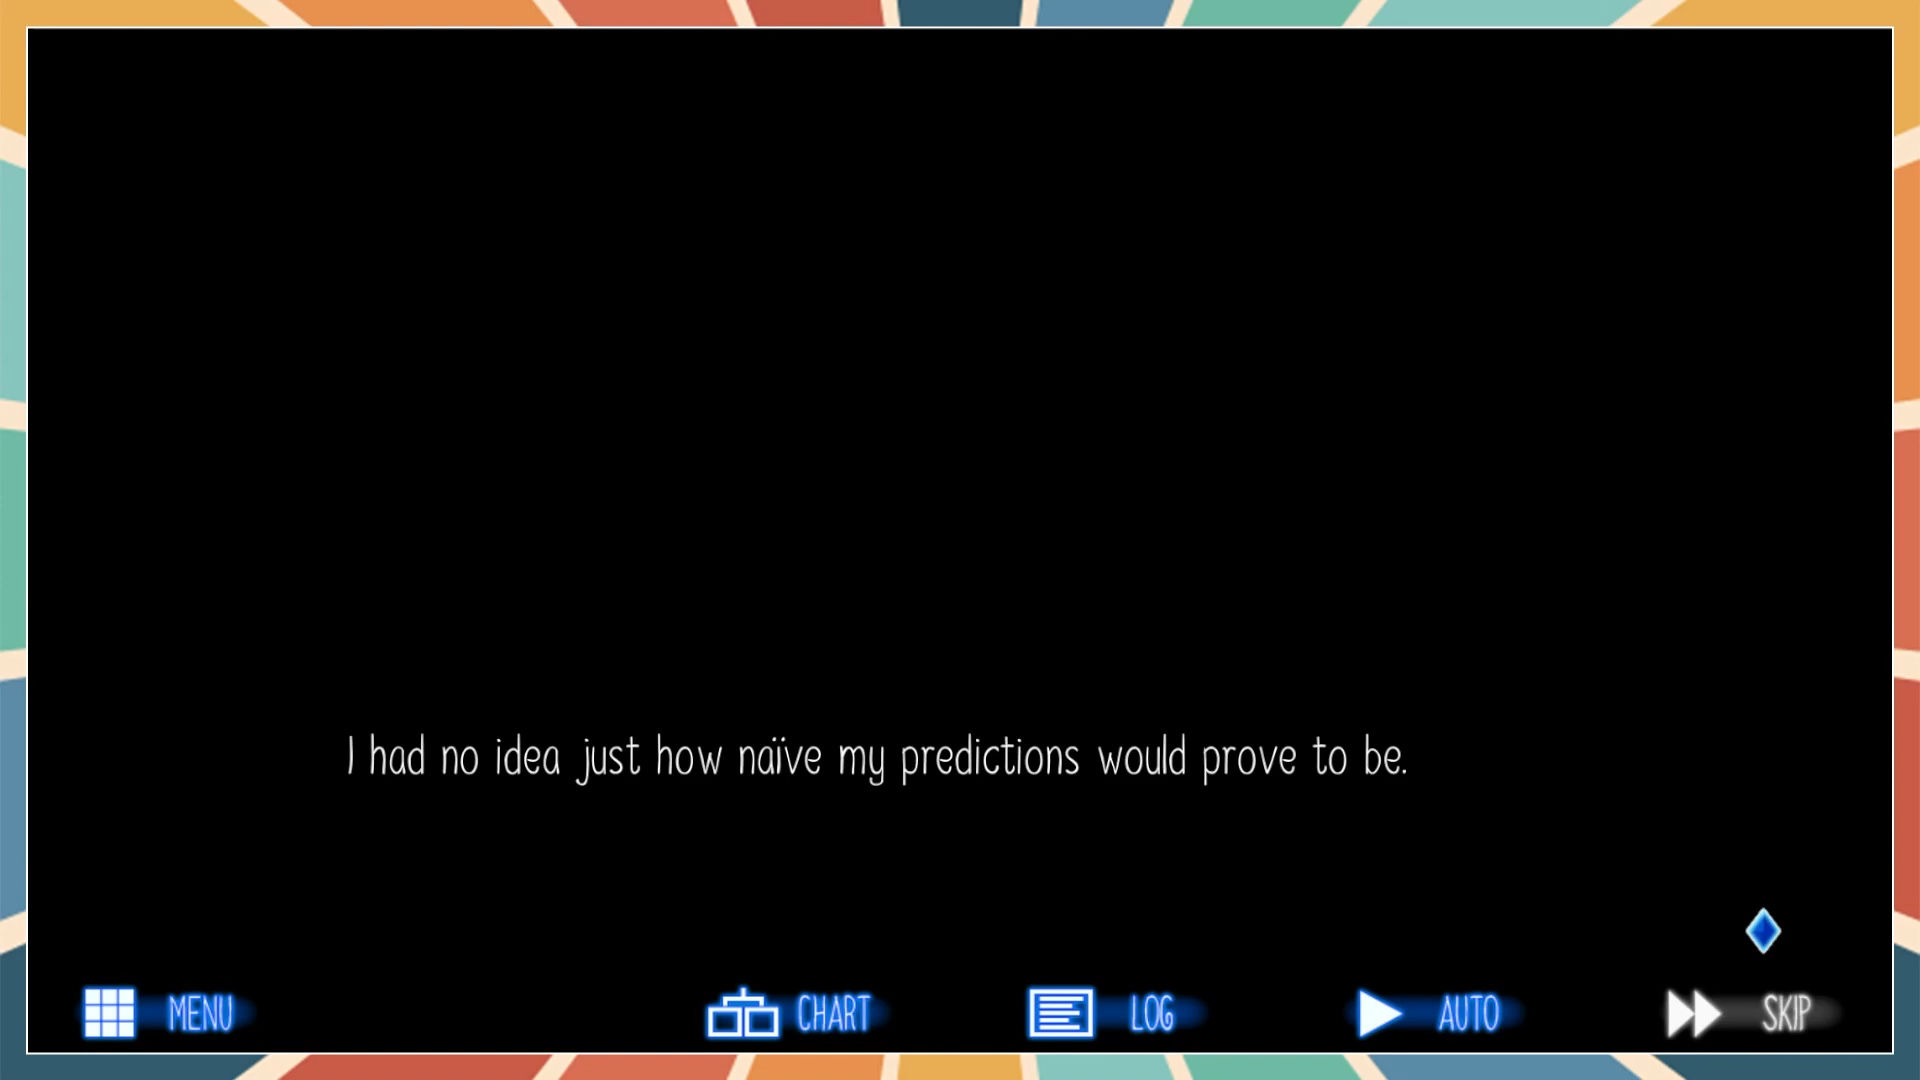 I had no idea just how naïve my predictions would prove to be.
MENU
CHART
LOG
AUTO
SKIP